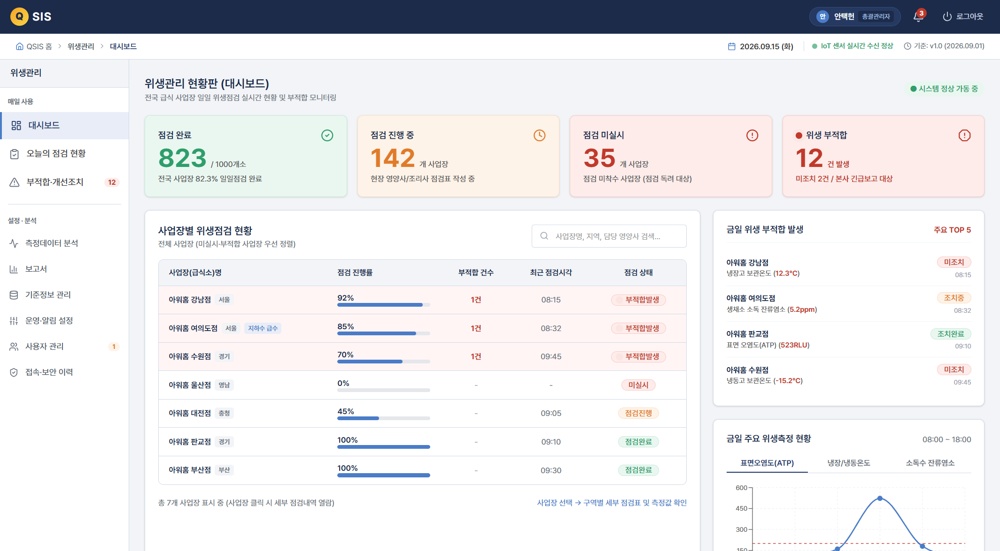 Q SIS
안 안택헌 총괄관리자
3
로그아웃
QSIS 홈 > 위생관리 > 대시보드
2026.09.15 (화)
IoT 센서 실시간 수신 정상
기준: v1.0 (2026.09.01)
위생관리
매일 사용
대시보드
오늘의 점검 현황
부적합·개선조치 12
설정·분석
측정데이터 분석
보고서
기준정보 관리
운영·알림 설정
사용자 관리 1
접속·보안 이력
위생관리 현황판 (대시보드)
전국 급식 사업장 일일 위생점검 실시간 현황 및 부적합 모니터링
시스템 정상 가동 중
점검 완료
823 / 1000개소
전국 사업장 82.3% 일일점검 완료
점검 진행 중
142 개 사업장
현장 영양사/조리사 점검표 작성 중
점검 미실시
35 개 사업장
점검 미착수 사업장 (점검 독려 대상)
위생 부적합
12 건 발생
미조치 2건 / 본사 긴급보고 대상
사업장별 위생점검 현황
전체 사업장 (미실시·부적합 사업장 우선 정렬)
사업장명, 지역, 담당 영양사 검색...
사업장(급식소)명 점검 진행률 부적합 건수 최근 점검시각 점검 상태
아워홈 강남점 서울 92% 1건 08:15 부적합발생
아워홈 여의도점 서울 지하수 급수 85% 1건 08:32 부적합발생
아워홈 수원점 경기 70% 1건 09:45 부적합발생
아워홈 울산점 영남 0% - - 미실시
아워홈 대전점 충청 45% - 09:05 점검진행
아워홈 판교점 경기 100% - 09:10 점검완료
아워홈 부산점 부산 100% - 09:30 점검완료
총 7개 사업장 표시 중 (사업장 클릭 시 세부 점검내역 열람)
사업장 선택 → 구역별 세부 점검표 및 측정값 확인
금일 위생 부적합 발생 주요 TOP 5
아워홈 강남점 미조치
냉장고 보관온도 (12.3°C) 08:15
아워홈 여의도점 조치중
생채소 소독 잔류염소 (5.2ppm) 08:32
아워홈 판교점 조치완료
표면 오염도(ATP) (523RLU) 09:10
아워홈 수원점 미조치
냉동고 보관온도 (-15.2°C) 09:45
금일 주요 위생측정 현황 08:00 ~ 18:00
표면오염도(ATP) 냉장/냉동온도 소독수 잔류염소
600
450
300
150